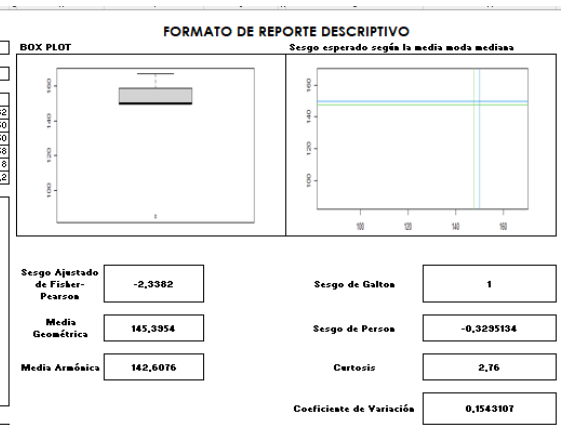 FORMATO DE REPORTE DESCRIPTIVO
BOX PLOT
Sesgo esperado según la media moda mediana
160
140
120
100
160
140
120
100
100
120
140
160
Sesgo Ajustado
de Fisher-
Pearson
-2,3382
Sesgo de Galton
1
Media
Geométrica
145,3954
Sesgo de Person
-0,3295134
Media Armónica
142,6076
Curtosis
2,76
Coeficiente de Variación
0,1543107